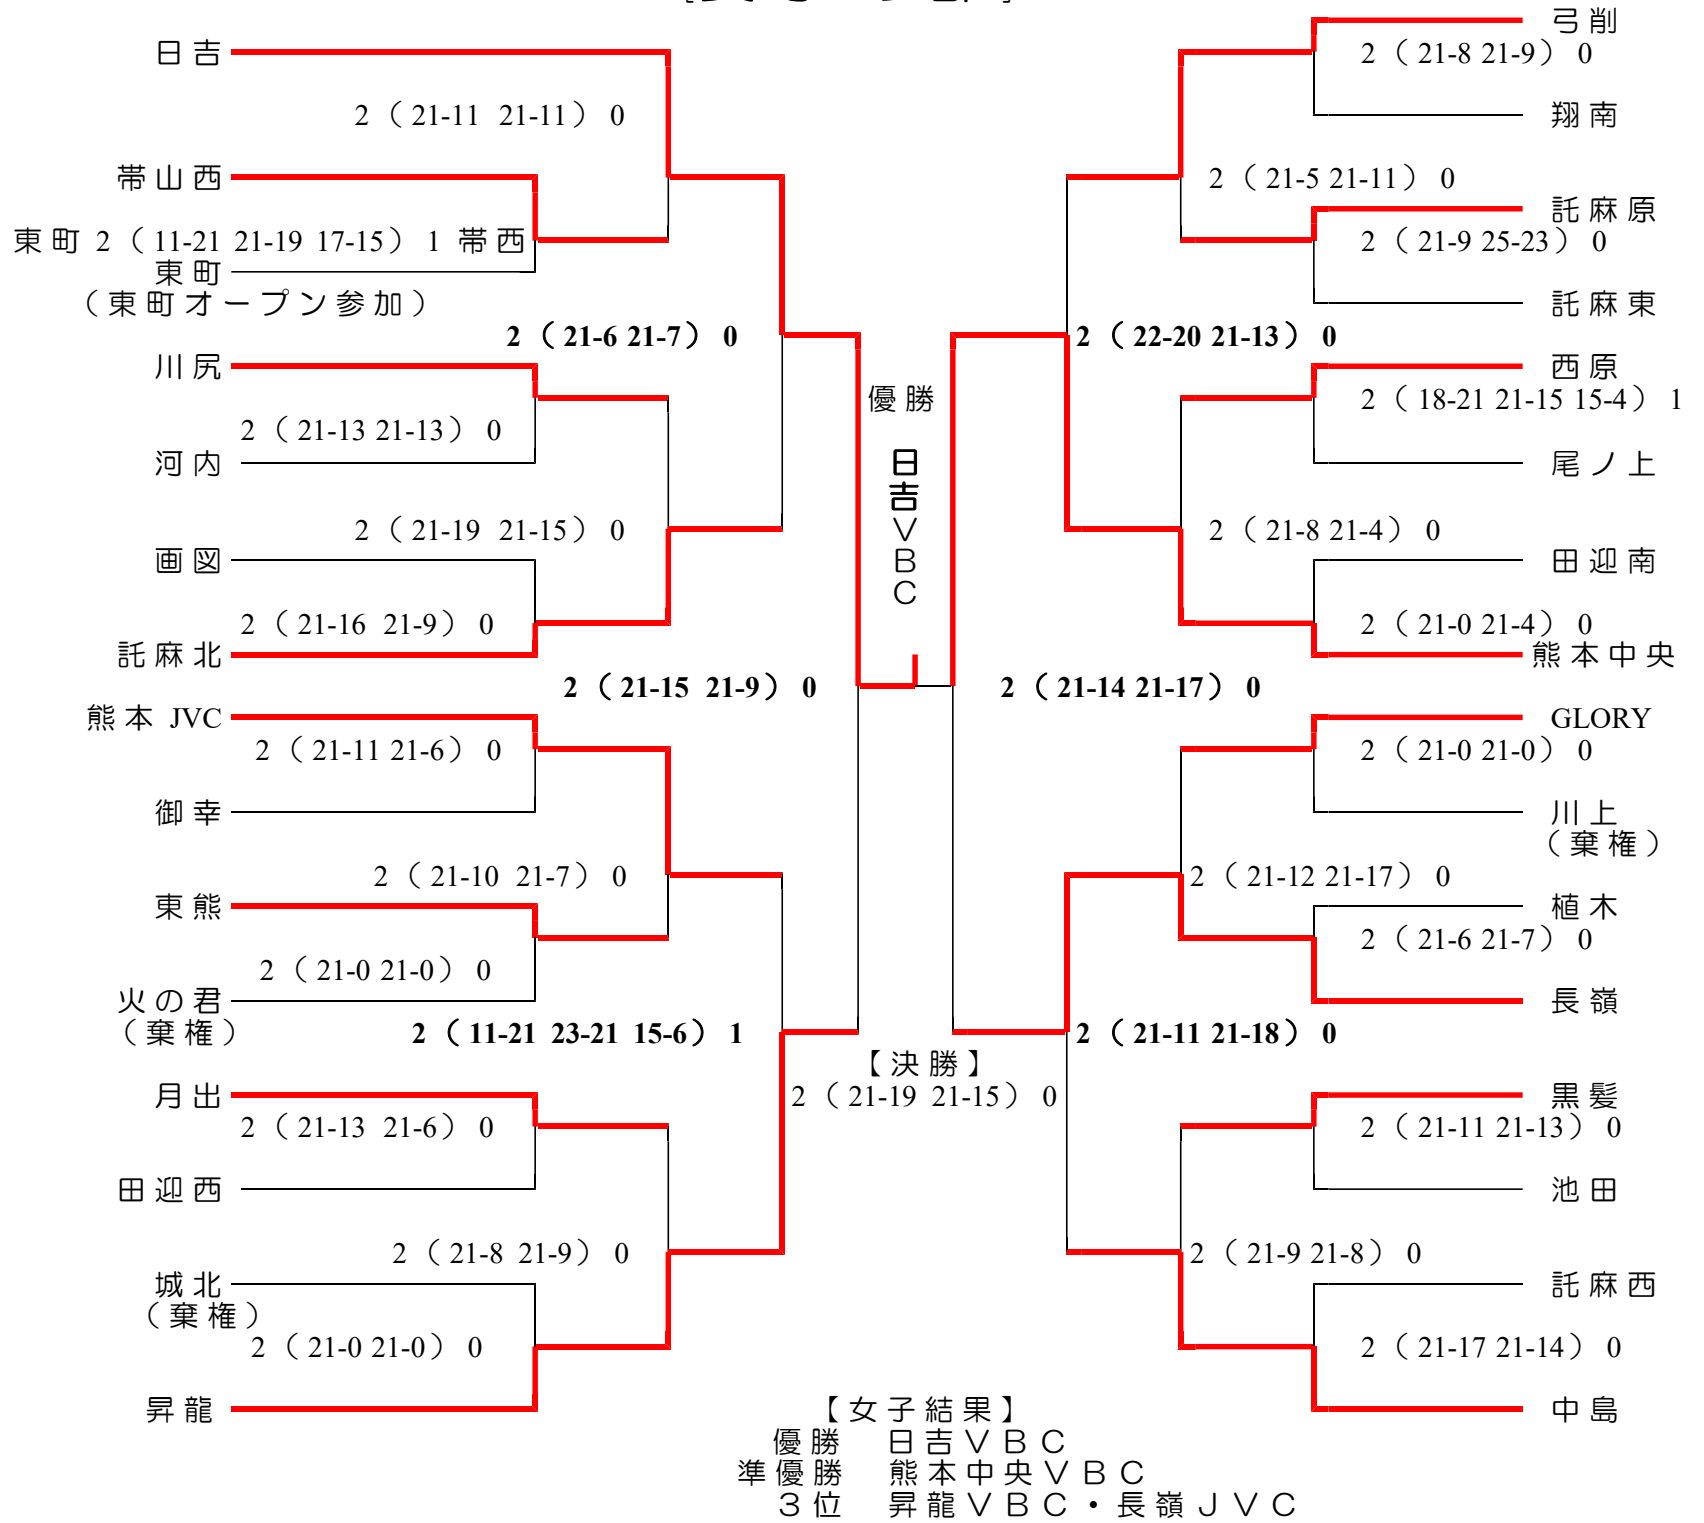 日吉
2 （ 21-11 21-11） 0
帯山西
東町 2 （ 11-21 21-19 17-15） 1 帯西
東町
（東町オープン参加）
2 （ 21-6 21-7） 0
川尻
2 （ 21-13 21-13） 0
河内
2 （ 21-19 21-15） 0
画図
2 （ 21-16 21-9） 0
託麻北
2 （ 21-15 21-9） 0
熊本 JVC
2 （ 21-11 21-6） 0
御幸
2 （ 21-10 21-7） 0
東熊
2 （ 21-0 21-0） 0
火の君
（棄権）
2 （ 11-21 23-21 15-6） 1
月出
2 （ 21-13 21-6） 0
田迎西
2 （ 21-8 21-9） 0
城北
（棄権）
2 （ 21-0 21-0） 0
昇龍
優勝
日吉ＶＢＣ
【決勝】
2 （ 21-19 21-15） 0
弓削
2 （ 21-8 21-9） 0
翔南
2 （ 21-5 21-11） 0
託麻原
2 （ 21-9 25-23） 0
託麻東
2 （ 22-20 21-13） 0
西原
2 （ 18-21 21-15 15-4） 1
尾ノ上
2 （ 21-8 21-4） 0
田迎南
2 （ 21-0 21-4） 0
熊本中央
2 （ 21-14 21-17） 0
GLORY
2 （ 21-0 21-0） 0
川上
（棄権）
2 （ 21-12 21-17） 0
植木
2 （ 21-6 21-7） 0
長嶺
2 （ 21-11 21-18） 0
黒髪
2 （ 21-11 21-13） 0
池田
2 （ 21-9 21-8） 0
託麻西
2 （ 21-17 21-14） 0
中島
【女子結果】
優勝 日吉ＶＢＣ
準優勝 熊本中央ＶＢＣ
３位 昇龍ＶＢＣ・長嶺ＪＶＣ